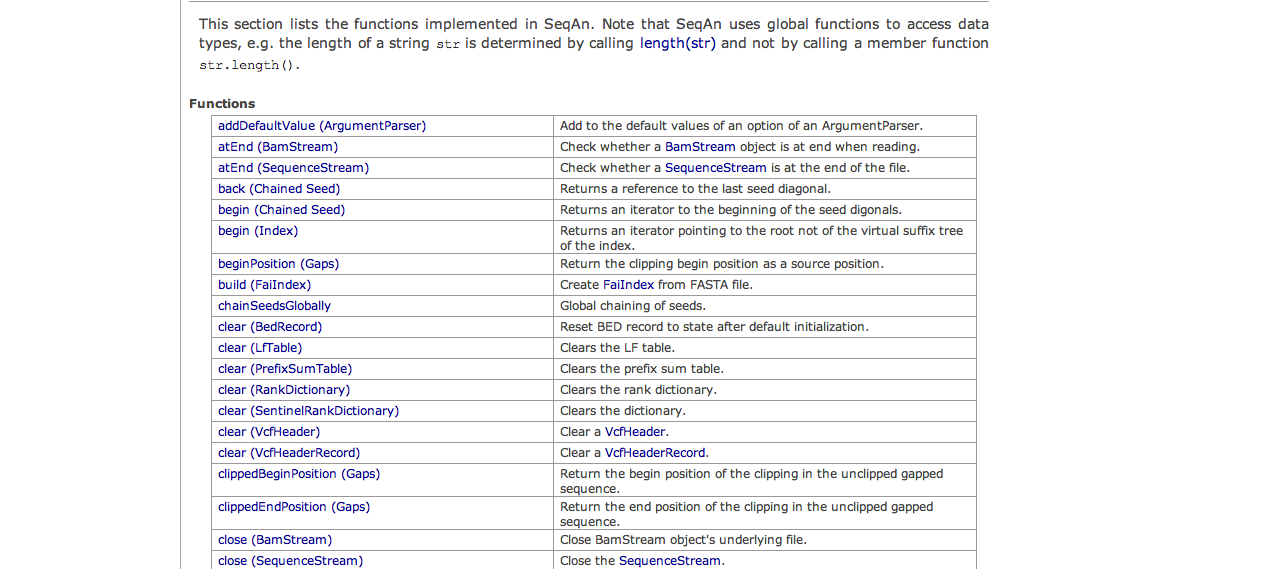 This section lists the functions implemented in SeqAn. Note that SeqAn uses global functions to access data
types, e.g. the length of a string str is determined by calling length(str) and not by calling a member function
str.length().
Functions
addDefaultValue (ArgumentParser) Add to the default values of an option of an ArgumentParser.
atEnd (BamStream) Check whether a BamStream object is at end when reading.
atEnd (SequenceStream) Check whether a SequenceStream is at the end of the file.
back (Chained Seed) Returns a reference to the last seed diagonal.
begin (Chained Seed) Returns an iterator to the beginning of the seed digonals.
begin (Index) Returns an iterator pointing to the root not of the virtual suffix tree
of the index.
beginPosition (Gaps) Return the clipping begin position as a source position.
build (FaiIndex) Create FaiIndex from FASTA file.
chainSeedsGlobally Global chaining of seeds.
clear (BedRecord) Reset BED record to state after default initialization.
clear (LfTable) Clears the LF table.
clear (PrefixSumTable) Clears the prefix sum table.
clear (RankDictionary) Clears the rank dictionary.
clear (SentinelRankDictionary) Clears the dictionary.
clear (VcfHeader) Clear a VcfHeader.
clear (VcfHeaderRecord) Clear a VcfHeaderRecord.
clippedBeginPosition (Gaps) Return the begin position of the clipping in the unclipped gapped
sequence.
clippedEndPosition (Gaps) Return the end position of the clipping in the unclipped gapped
sequence.
close (BamStream) Close BamStream object's underlying file.
close (SequenceStream) Close the SequenceStream.